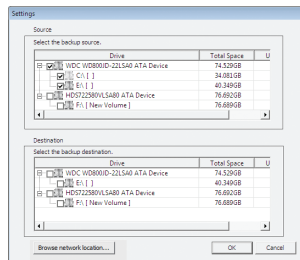 Settings
Source
Select the backup source.
Drive Total Space U
WDC WD800JD-22LSA0 ATA Device 74.529GB
C:\ [ ] 34.081GB
E:\ [ ] 40.349GB
HDS722580VLSA80 ATA Device 76.692GB
F:\ [ New Volume ] 76.689GB
Destination
Select the backup destination.
Drive Total Space U
WDC WD800JD-22LSA0 ATA Device 74.529GB
E:\ [ ] 40.349GB
HDS722580VLSA80 ATA Device 76.692GB
F:\ [ New Volume ] 76.689GB
Browse network location... OK Cancel